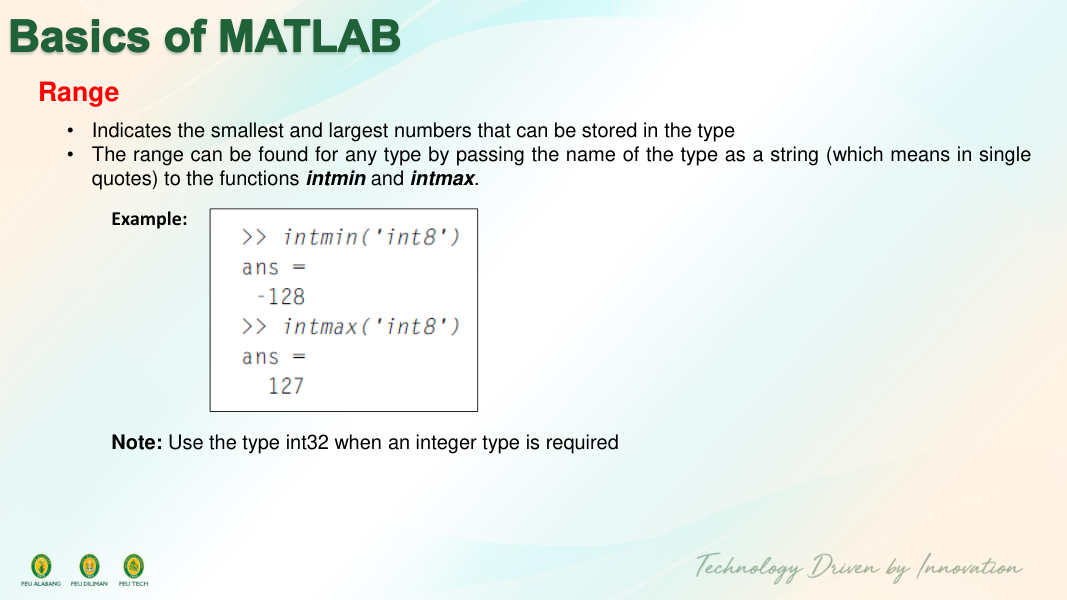 Basics of MATLAB
Range
• Indicates the smallest and largest numbers that can be stored in the type
• The range can be found for any type by passing the name of the type as a string (which means in single
quotes) to the functions intmin and intmax.
Example:
>> intmin('int8')
ans =
-128
>> intmax('int8')
ans =
127
Note: Use the type int32 when an integer type is required
FEU ALABANG FEU DILIMAN FEU TECH
Technology Driven by Innovation